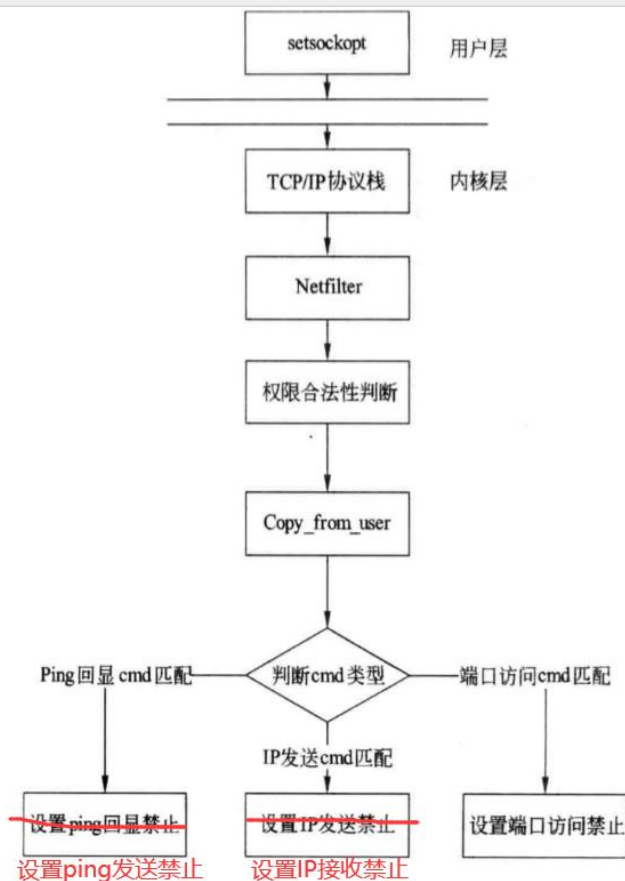 setsockopt
用户层
TCP/IP协议栈
内核层
Netfilter
权限合法性判断
Copy_from_user
Ping回显 cmd 匹配
判断cmd 类型
端口访问cmd 匹配
IP发送cmd匹配
设置ping回显禁止
设置IP发送禁止
设置端口访问禁止
设置ping发送禁止
设置IP接收禁止